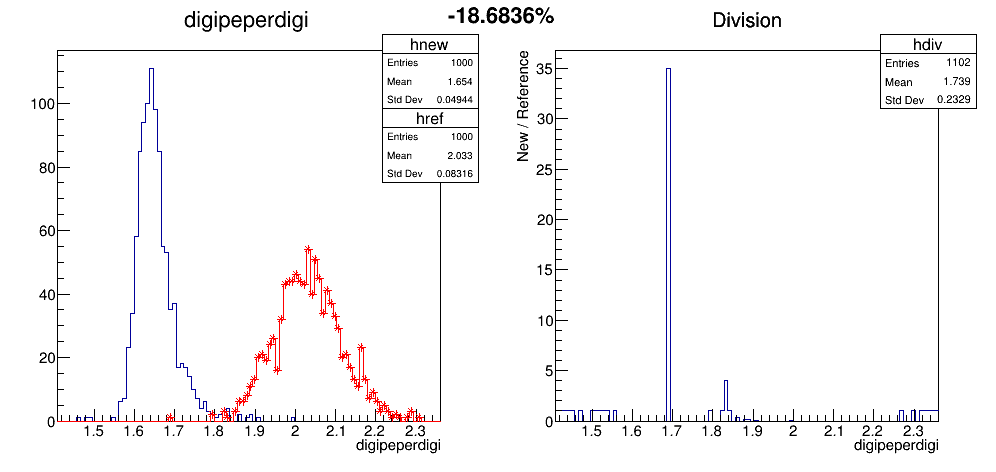 -18.6836%
digipeperdigi
hnew
Entries 1000
Mean 1.654
Std Dev 0.04944
href
Entries 1000
Mean 2.033
Std Dev 0.08316
100
80
60
40
20
0
1.5 1.6 1.7 1.8 1.9 2 2.1 2.2 2.3
digipeperdigi
Division
hdiv
Entries 1102
Mean 1.739
Std Dev 0.2329
New / Reference
35
30
25
20
15
10
5
0
1.5 1.6 1.7 1.8 1.9 2 2.1 2.2 2.3
digipeperdigi